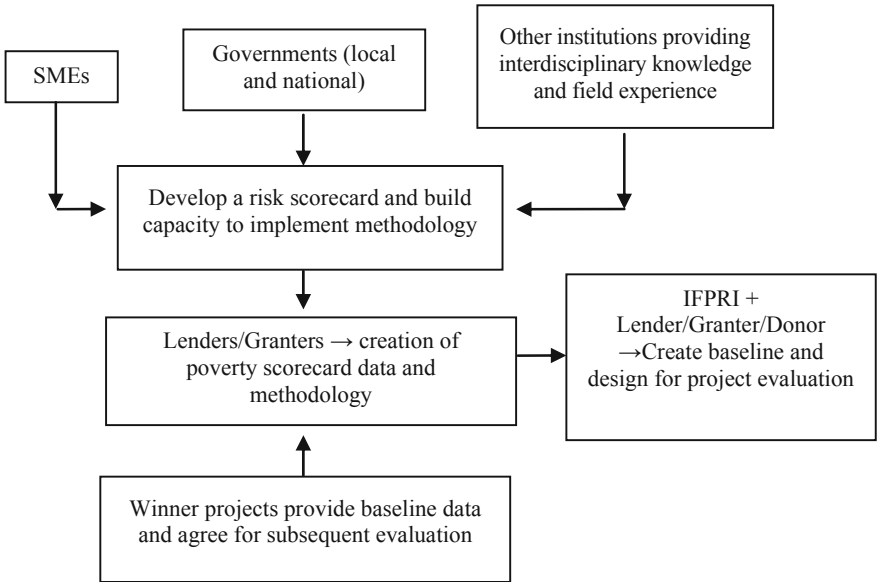 SMEs
Governments (local
and national)
Other institutions providing
interdisciplinary knowledge
and field experience
Develop a risk scorecard and build
capacity to implement methodology
Lenders/Granters → creation of
poverty scorecard data and
methodology
IFPRI +
Lender/Granter/Donor
→Create baseline and
design for project evaluation
Winner projects provide baseline data
and agree for subsequent evaluation